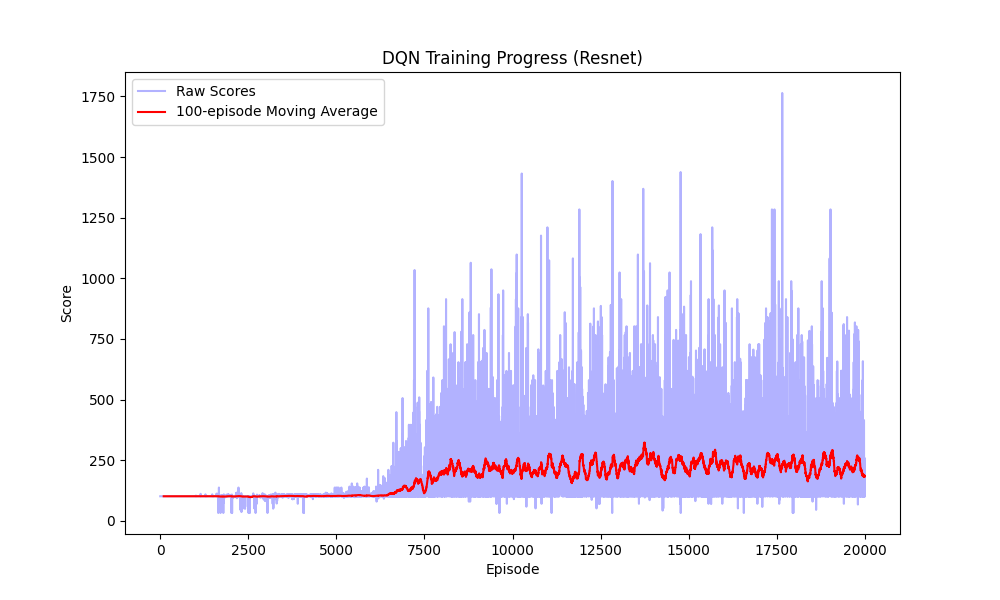 DQN Training Progress (Resnet)
Raw Scores
100-episode Moving Average
1750
1500
1250
1000
750
500
250
0
Score
0 2500 5000 7500 10000 12500 15000 17500 20000
Episode